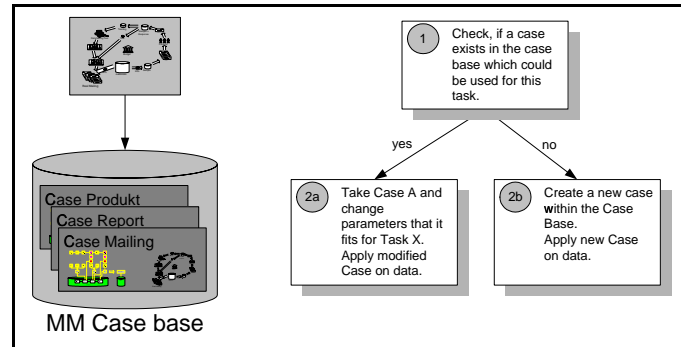 Case Produkt
Case Report
Case Mailing
MM Case base
1
Check, if a case
exists in the case
base which could
be used for this
task.
yes
no
2a
Take Case A and
change
parameters that it
fits for Task X.
Apply modified
Case on data.
2b
Create a new case
within the Case
Base.
Apply new Case
on data.